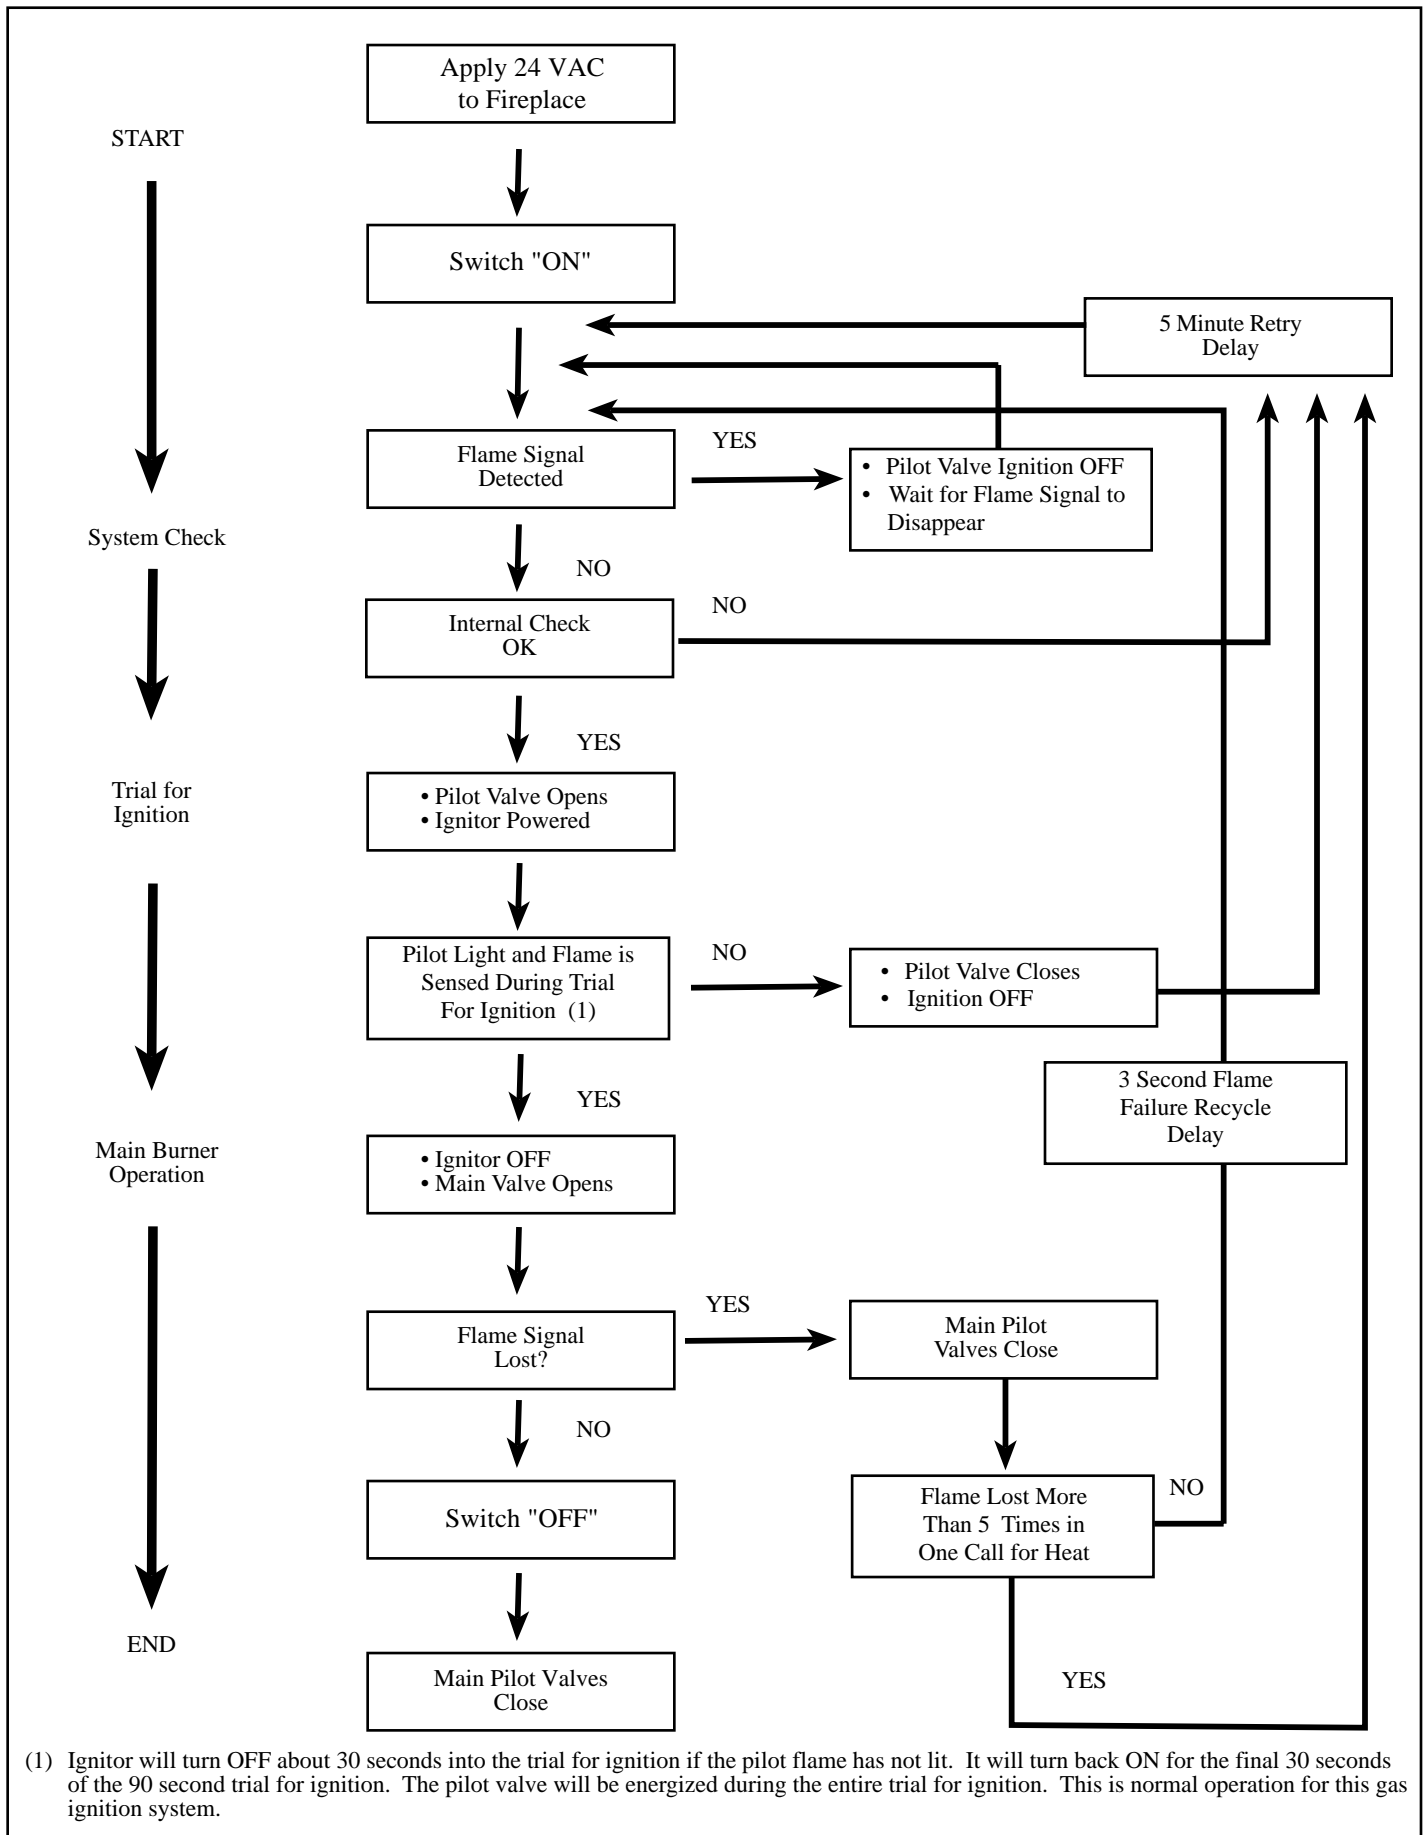 Apply 24 VAC
to Fireplace
START
Switch "ON"
5 Minute Retry
Delay
YES
Flame Signal
Detected
• Pilot Valve Ignition OFF
• Wait for Flame Signal to
Disappear
System Check
NO
NO
Internal Check
OK
YES
Trial for
Ignition
• Pilot Valve Opens
• Ignitor Powered
Pilot Light and Flame is
Sensed During Trial
For Ignition (1)
NO
• Pilot Valve Closes
• Ignition OFF
3 Second Flame
Failure Recycle
Delay
YES
Main Burner
Operation
• Ignitor OFF
• Main Valve Opens
YES
Flame Signal
Lost?
Main Pilot
Valves Close
NO
Switch "OFF"
NO
Flame Lost More
Than 5 Times in
One Call for Heat
END
Main Pilot Valves
Close
YES
(1) Ignitor will turn OFF about 30 seconds into the trial for ignition if the pilot flame has not lit. It will turn back ON for the final 30 seconds
of the 90 second trial for ignition. The pilot valve will be energized during the entire trial for ignition. This is normal operation for this gas
ignition system.